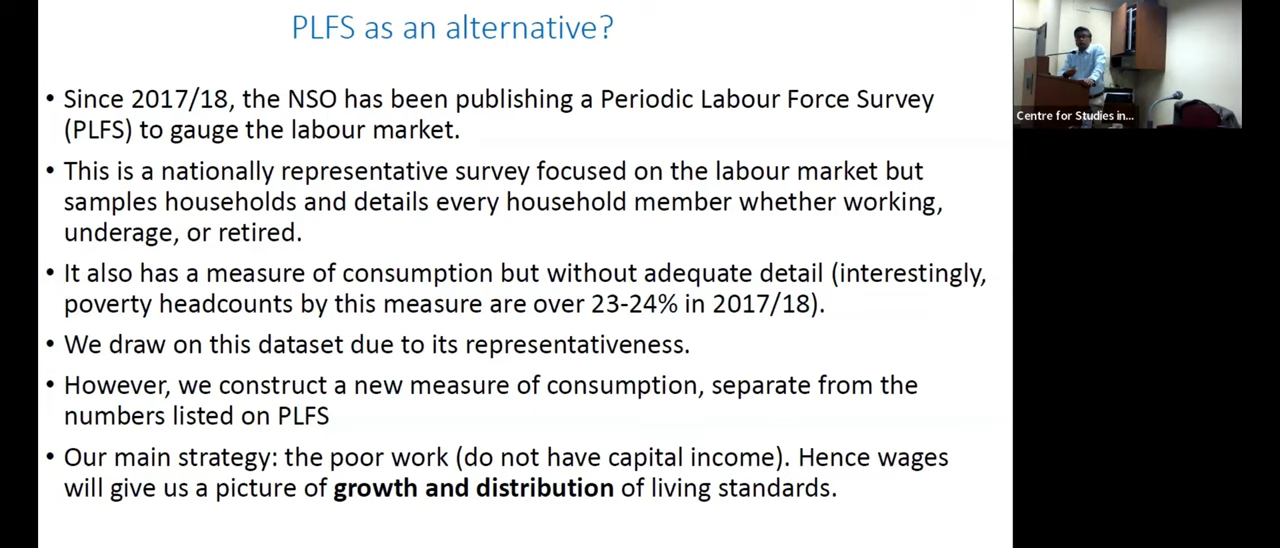 PLFS as an alternative?
• Since 2017/18, the NSO has been publishing a Periodic Labour Force Survey
(PLFS) to gauge the labour market.
• This is a nationally representative survey focused on the labour market but
samples households and details every household member whether working,
underage, or retired.
• It also has a measure of consumption but without adequate detail (interestingly,
poverty headcounts by this measure are over 23-24% in 2017/18).
• We draw on this dataset due to its representativeness.
• However, we construct a new measure of consumption, separate from the
numbers listed on PLFS
• Our main strategy: the poor work (do not have capital income). Hence wages
will give us a picture of growth and distribution of living standards.
Centre for Studies in...